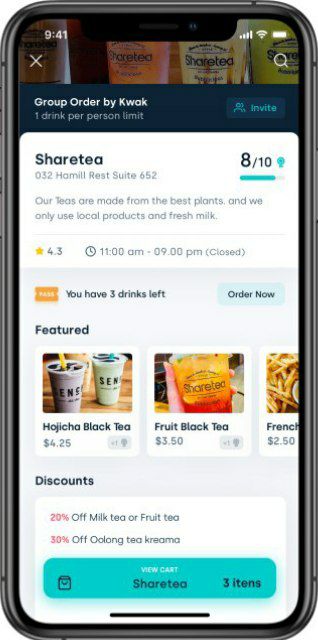 9:41
Sharetea
Sharetea
Sharetea
Group Order by Kwak
1 drink per person limit
Invite
Sharetea
8/10
032 Hamill Rest Suite 652
Our Teas are made from the best plants. and we
only use local products and fresh milk.
4.3
11:00 am - 09.00 pm (Closed)
PASS
You have 3 drinks left
Order Now
Featured
SEN
SEN
Sharetea
Hojicha Black Tea
Fruit Black Tea
French
$4.25
+1
$3.50
+1
$2.50
Discounts
20% Off Milk tea or Fruit tea
30% Off Oolong tea kreama
VIEW CART
Sharetea
3 itens